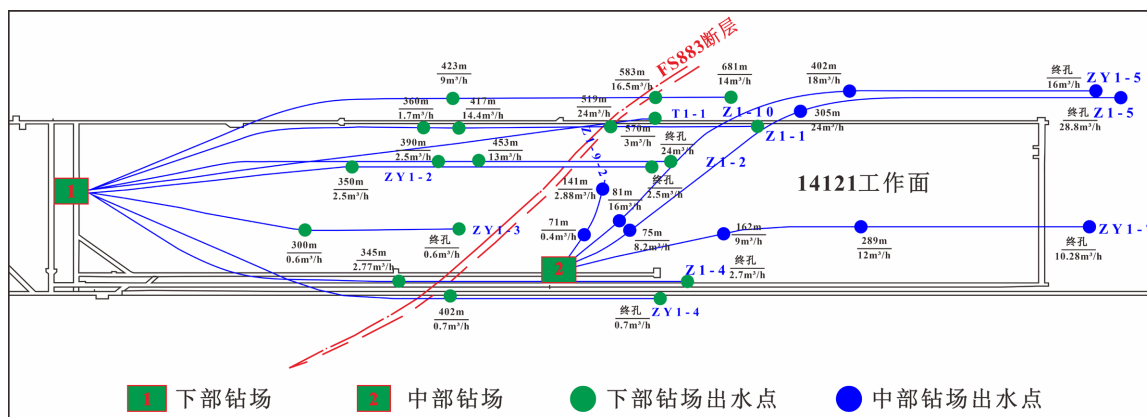 FS883断层
423m
9m³/h
583m
16.5m³/h
681m
14m³/h
402m
18m³/h
终孔
16m³/h
ZY1-5
360m
1.7m³/h
417m
14.4m³/h
519m
24m³/h
T1-1
Z1-10
305m
24m³/h
终孔
28.8m³/h
Z1-5
570m
3m³/h
Z1-1
390m
2.5m³/h
453m
13m³/h
Z1-9-2
终孔
24m³/h
Z1-2
350m
2.5m³/h
ZY1-2
141m
2.88m³/h
81m
16m³/h
终孔
2.5m³/h
14121工作面
1
300m
0.6m³/h
终孔
0.6m³/h
ZY1-3
71m
0.4m³/h
75m
8.2m³/h
162m
9m³/h
289m
12m³/h
终孔
10.28m³/h
345m
2.77m³/h
2
Z1-4
终孔
2.7m³/h
402m
0.7m³/h
终孔
0.7m³/h
ZY1-4
1 下部钻场
2 中部钻场
下部钻场出水点
中部钻场出水点